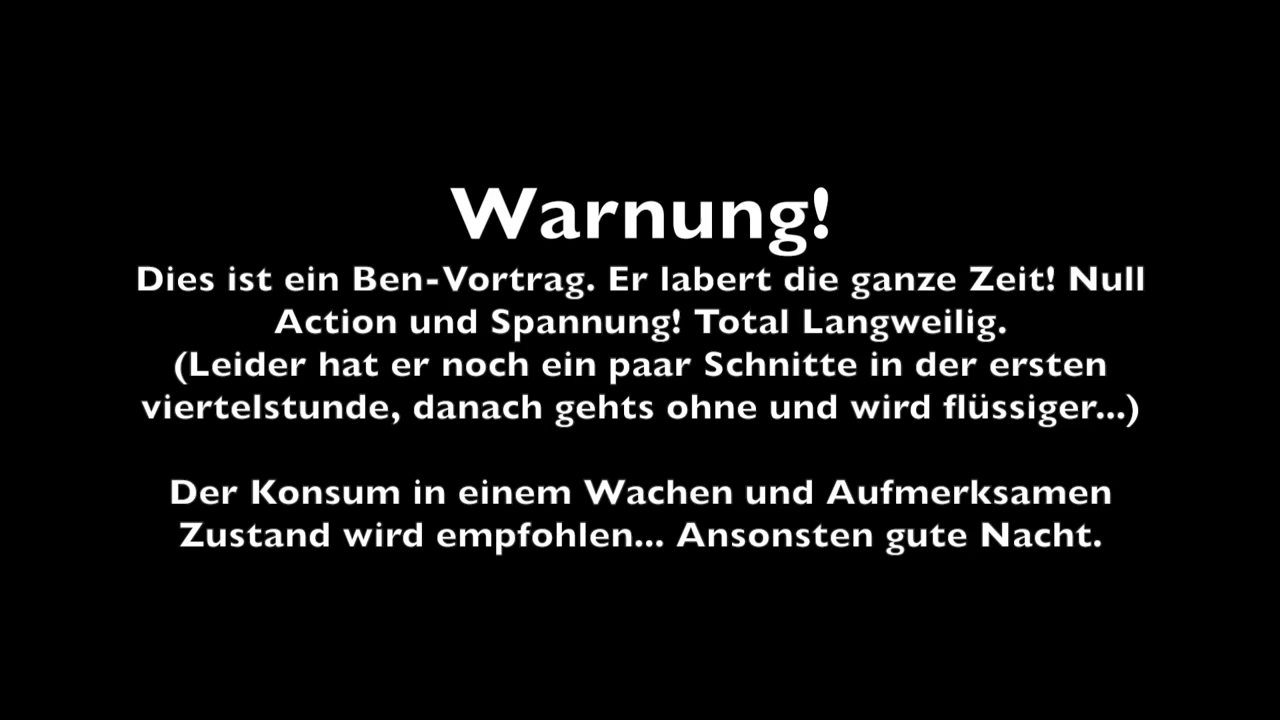 Warnung!
Dies ist ein Ben-Vortrag. Er labert die ganze Zeit! Null
Action und Spannung! Total Langweilig.
(Leider hat er noch ein paar Schnitte in der ersten
viertelstunde, danach gehts ohne und wird flüssiger...)
Der Konsum in einem Wachen und Aufmerksamen
Zustand wird empfohlen... Ansonsten gute Nacht.